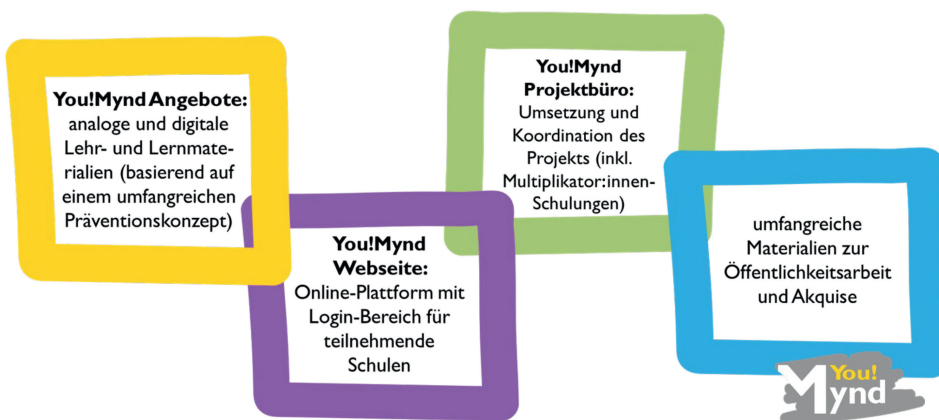 You!Mynd Angebote:
analoge und digitale
Lehr- und Lernmate-
rialien (basierend auf
einem umfangreichen
Präventionskonzept)
You!Mynd
Webseite:
Online-Plattform mit
Login-Bereich für
teilnehmende
Schulen
You!Mynd
Projektbüro:
Umsetzung und
Koordination des
Projekts (inkl.
Multiplikator:innen-
Schulungen)
umfangreiche
Materialien zur
Öffentlichkeitsarbeit
und Akquise
You!
Mynd